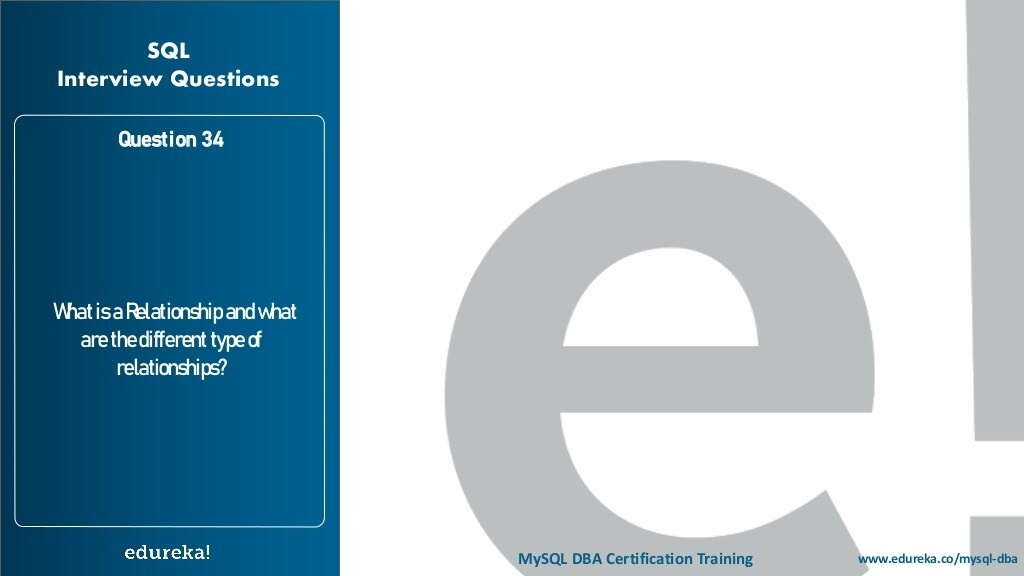 SQL
Interview Questions
Question 34
What is a Relationship and what
are the different type of
relationships?
edureka!
e!
MySQL DBA Certification Training
www.edureka.co/mysql-dba